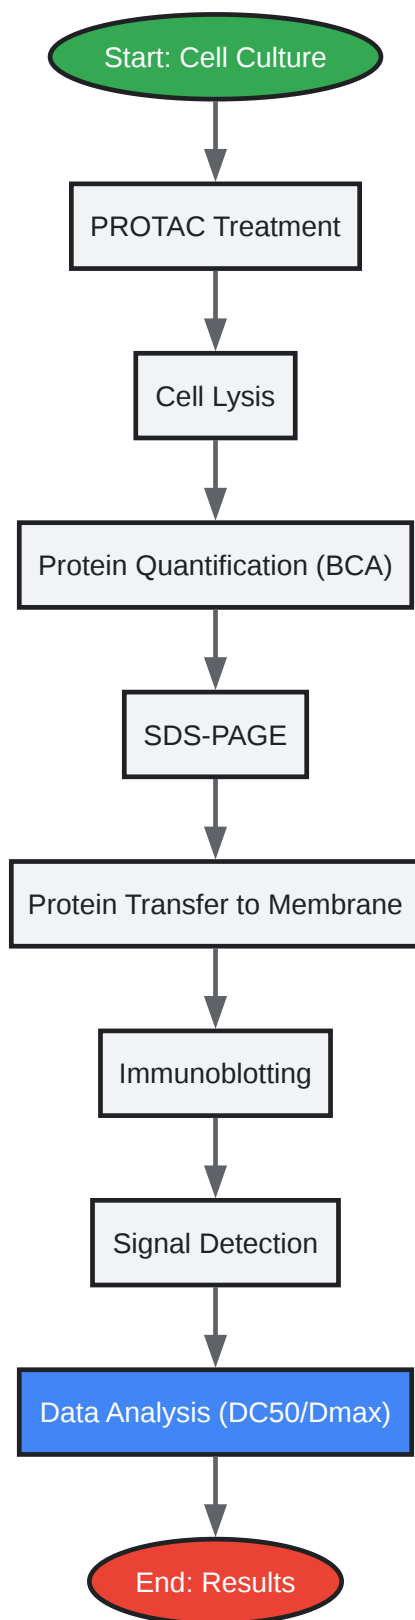 Start: Cell Culture
PROTAC Treatment
Cell Lysis
Protein Quantification (BCA)
SDS-PAGE
Protein Transfer to Membrane
Immunoblotting
Signal Detection
Data Analysis (DC50/Dmax)
End: Results